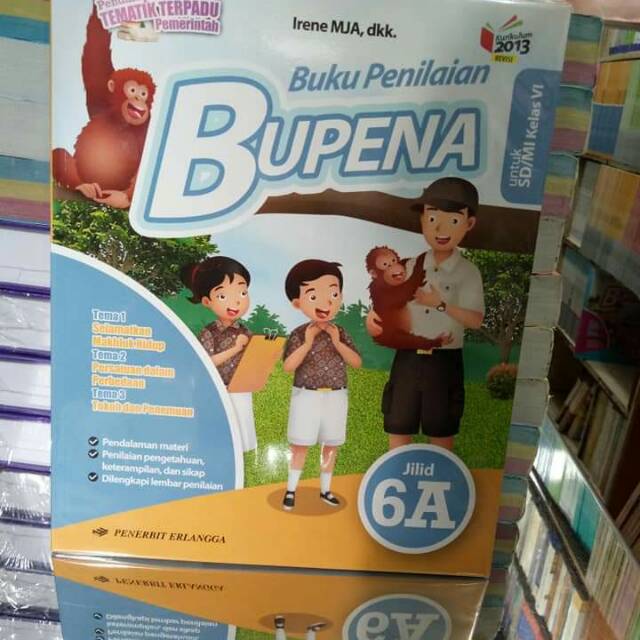 TEMATIK TERPADU
Pemerintah
Irene MJA, dkk.
Kurikulum
2013
REVISI
Buku Penilaian
BUPENA
untuk
SD/MI Kelas VI
Tema 1
Selamatkan
Makhluk Hidup
Tema 2
Persatuan dalam
Perbedaan
Tema 3
Tokoh dan Penemuan
Pendalaman materi
Penilaian pengetahuan,
keterampilan, dan sikap
Dilengkapi lembar penilaian
Jilid
6A
PENERBIT ERLANGGA